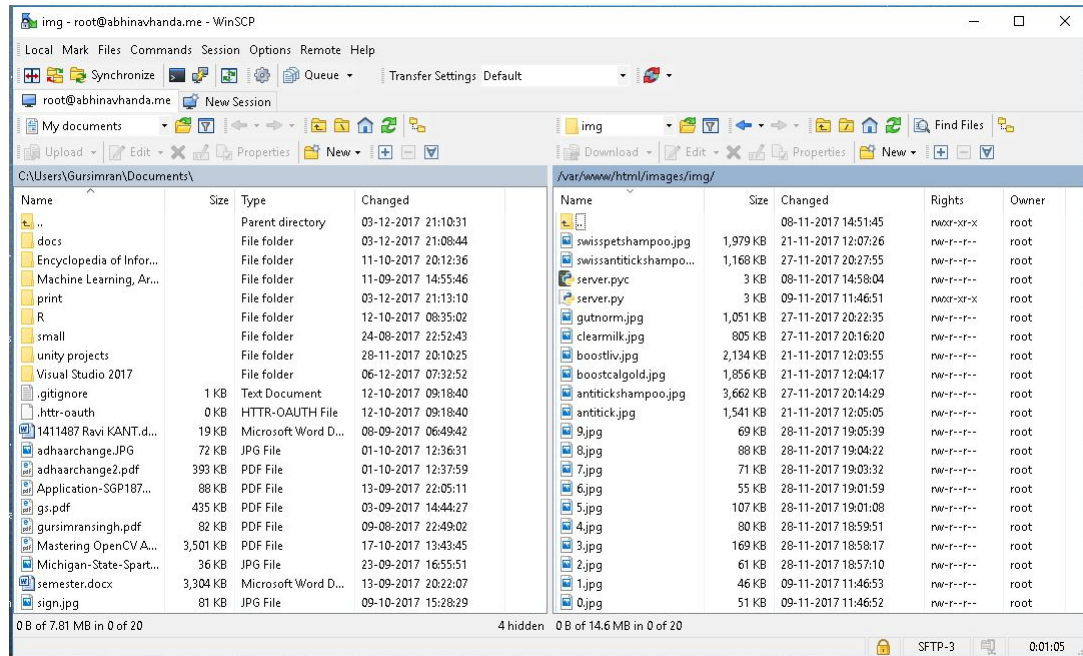 img - root@abhinavhanda.me - WinSCP
Local Mark Files Commands Session Options Remote Help
Synchronize Queue Transfer Settings Default
root@abhinavhanda.me New Session
My documents img Find Files
Upload Edit Properties New Download Edit Properties New
C:\Users\Gursimran\Documents\ /var/www/html/images/img/
Name Size Type Changed Name Size Changed Rights Owner
.. Parent directory 03-12-2017 21:10:31 .. 08-11-2017 14:51:45 rwxr-xr-x root
docs File folder 03-12-2017 21:08:44 swisspetshampoo.jpg 1,979 KB 21-11-2017 12:07:26 rw-r--r-- root
Encyclopedia of Infor... File folder 11-10-2017 20:12:36 swissantitickshampo... 1,168 KB 27-11-2017 20:27:55 rw-r--r-- root
Machine Learning, Ar... File folder 11-09-2017 14:55:46 server.pyc 3 KB 08-11-2017 14:58:04 rw-r--r-- root
print File folder 03-12-2017 21:13:10 server.py 3 KB 09-11-2017 11:46:51 rwxr-xr-x root
R File folder 12-10-2017 08:35:02 gutnorm.jpg 1,051 KB 27-11-2017 20:22:35 rw-r--r-- root
small File folder 24-08-2017 22:52:43 clearmilk.jpg 805 KB 27-11-2017 20:16:20 rw-r--r-- root
unity projects File folder 28-11-2017 20:10:25 boostliv.jpg 2,134 KB 21-11-2017 12:03:55 rw-r--r-- root
Visual Studio 2017 File folder 06-12-2017 07:32:52 boostcalgold.jpg 1,856 KB 21-11-2017 12:04:17 rw-r--r-- root
.gitignore 1 KB Text Document 12-10-2017 09:18:40 antitickshampoo.jpg 3,662 KB 27-11-2017 20:14:29 rw-r--r-- root
.httr-oauth 0 KB HTTR-OAUTH File 12-10-2017 09:18:40 antitick.jpg 1,541 KB 21-11-2017 12:05:05 rw-r--r-- root
1411487 Ravi KANT.d... 19 KB Microsoft Word D... 08-09-2017 06:49:42 9.jpg 69 KB 28-11-2017 19:05:39 rw-r--r-- root
adhaarchange.JPG 72 KB JPG File 01-10-2017 12:36:31 8.jpg 88 KB 28-11-2017 19:04:22 rw-r--r-- root
adhaarchange2.pdf 393 KB PDF File 01-10-2017 12:37:59 7.jpg 71 KB 28-11-2017 19:03:32 rw-r--r-- root
Application-SGP187... 88 KB PDF File 13-09-2017 22:05:11 6.jpg 55 KB 28-11-2017 19:01:59 rw-r--r-- root
gs.pdf 435 KB PDF File 03-09-2017 14:44:27 5.jpg 107 KB 28-11-2017 19:01:08 rw-r--r-- root
gursimransingh.pdf 82 KB PDF File 09-08-2017 22:49:02 4.jpg 80 KB 28-11-2017 18:59:51 rw-r--r-- root
Mastering OpenCV A... 3,501 KB PDF File 17-10-2017 13:43:45 3.jpg 169 KB 28-11-2017 18:58:17 rw-r--r-- root
Michigan-State-Spart... 36 KB JPG File 23-09-2017 16:55:51 2.jpg 61 KB 28-11-2017 18:57:10 rw-r--r-- root
semester.docx 3,304 KB Microsoft Word D... 13-09-2017 20:22:07 1.jpg 46 KB 09-11-2017 11:46:53 rw-r--r-- root
sign.jpg 81 KB JPG File 09-10-2017 15:28:29 0.jpg 51 KB 09-11-2017 11:46:52 rw-r--r-- root
0 B of 7.81 MB in 0 of 20 4 hidden 0 B of 14.6 MB in 0 of 20
SFTP-3 0:01:05